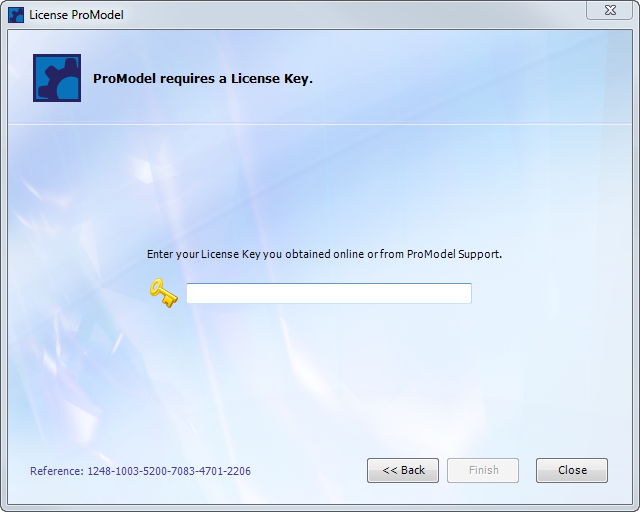 License ProModel
ProModel requires a License Key.
Enter your License Key you obtained online or from ProModel Support.
Reference: 1248-1003-5200-7083-4701-2206
<< Back
Finish
Close